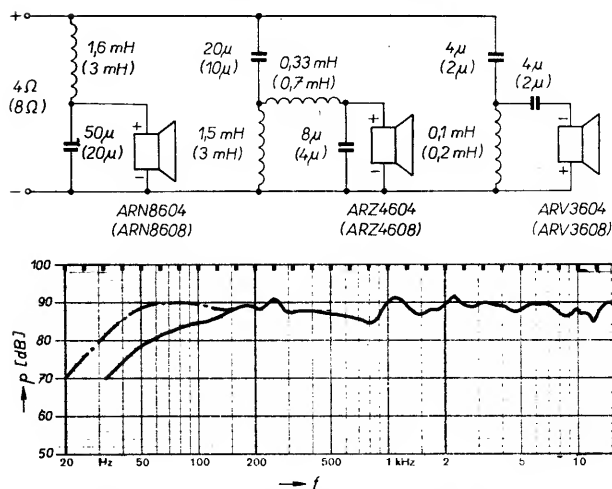 +
1,6 mH
(3 mH)
20μ
(10μ)
0,33 mH
(0,7 mH)
4μ
(2μ)
4μ
(2μ)
4Ω
(8Ω)
50μ
(20μ)
+
−
1,5 mH
(3 mH)
8μ
(4μ)
+
−
0,1 mH
(0,2 mH)
−
+
−
ARN8604
(ARN8608)
ARZ4604
(ARZ4608)
ARV3604
(ARV3608)
100
90
80
70
60
50
→ p [dB]
20
Hz
50
100
200
500
1 kHz
2
5
10
→ f